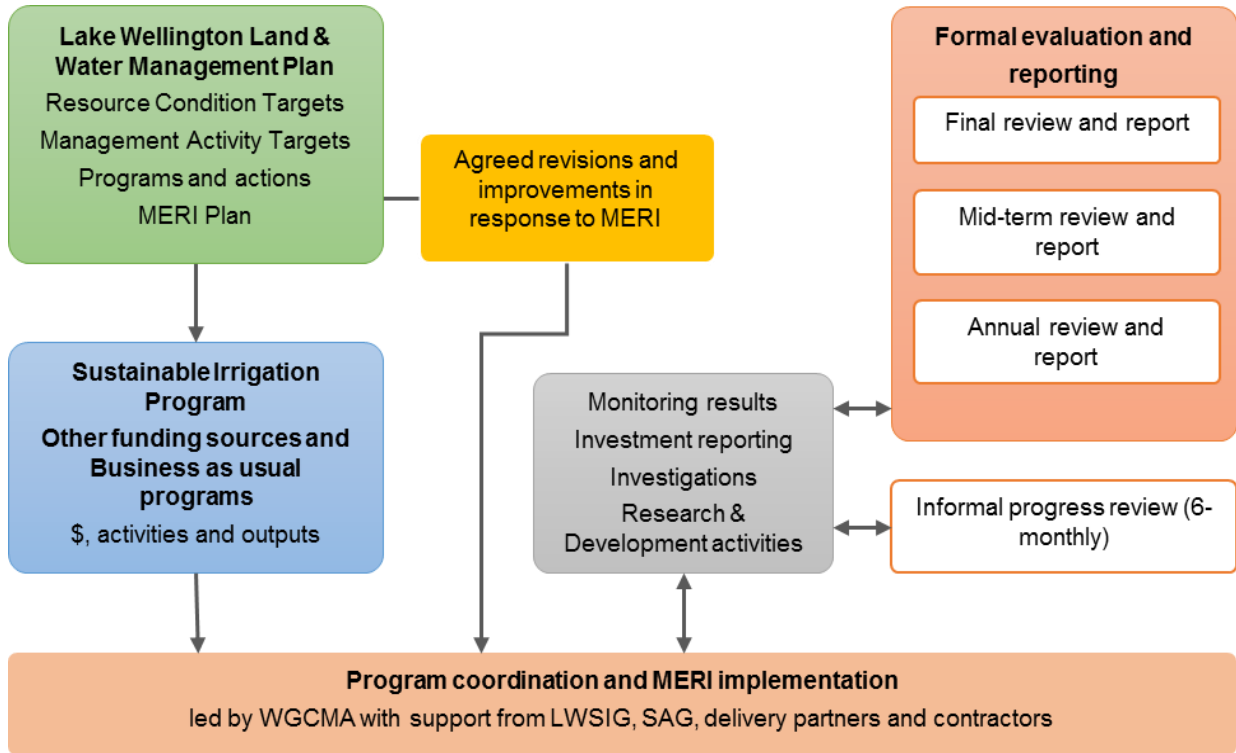 Lake Wellington Land &
Water Management Plan
Resource Condition Targets
Management Activity Targets
Programs and actions
MERI Plan
Agreed revisions and
improvements in
response to MERI
Formal evaluation and
reporting
Final review and report
Mid-term review and
report
Annual review and
report
Sustainable Irrigation
Program
Other funding sources and
Business as usual
programs
$, activities and outputs
Monitoring results
Investment reporting
Investigations
Research &
Development activities
Informal progress review (6-
monthly)
Program coordination and MERI implementation
led by WGCMA with support from LWSIG, SAG, delivery partners and contractors